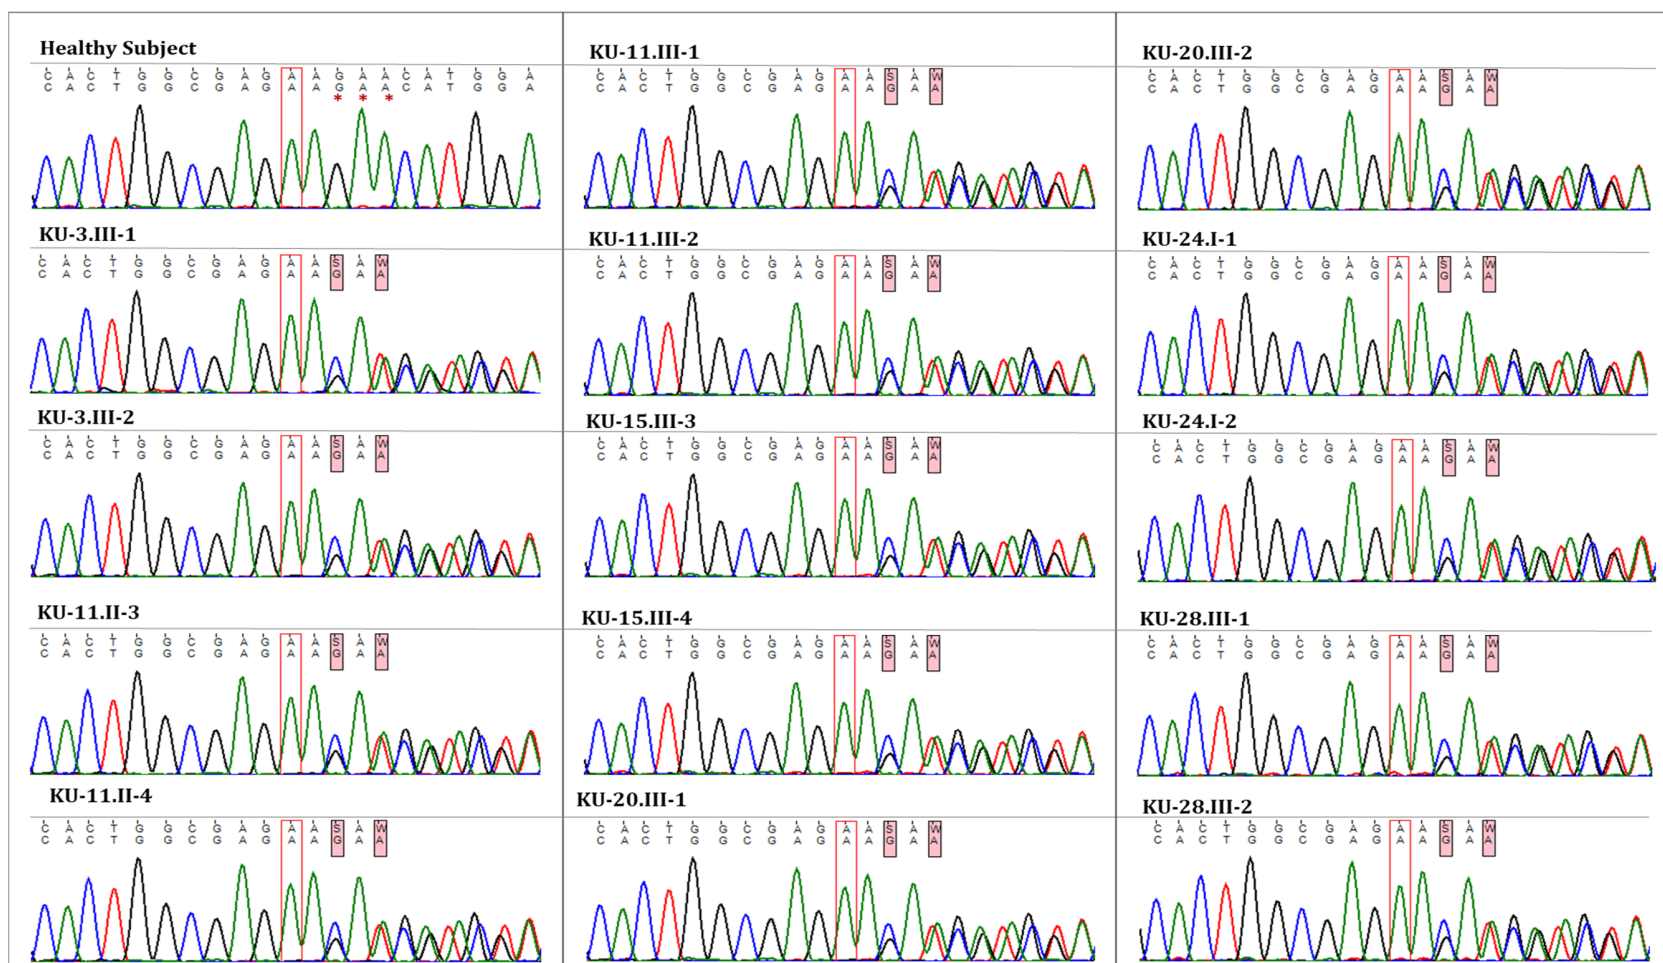 Healthy Subject
C A C T G G C G A G A A G A A C A T G G A
C A C T G G C G A G A A G A A C A T G G A
* * *
KU-3.III-1
C A C T G G C G A G A A S A W
C A C T G G C G A G A A G A A
KU-3.III-2
C A C T G G C G A G A A S A W
C A C T G G C G A G A A G A A
KU-11.II-3
C A C T G G C G A G A A S A W
C A C T G G C G A G A A G A A
KU-11.II-4
C A C T G G C G A G A A S A W
C A C T G G C G A G A A G A A
KU-11.III-1
C A C T G G C G A G A A S A W
C A C T G G C G A G A A G A A
KU-11.III-2
C A C T G G C G A G A A S A W
C A C T G G C G A G A A G A A
KU-15.III-3
C A C T G G C G A G A A S A W
C A C T G G C G A G A A G A A
KU-15.III-4
C A C T G G C G A G A A S A W
C A C T G G C G A G A A G A A
KU-20.III-1
C A C T G G C G A G A A S A W
C A C T G G C G A G A A G A A
KU-20.III-2
C A C T G G C G A G A A S A W
C A C T G G C G A G A A G A A
KU-24.I-1
C A C T G G C G A G A A S A W
C A C T G G C G A G A A G A A
KU-24.I-2
C A C T G G C G A G A A S A W
C A C T G G C G A G A A G A A
KU-28.III-1
C A C T G G C G A G A A S A W
C A C T G G C G A G A A G A A
KU-28.III-2
C A C T G G C G A G A A S A W
C A C T G G C G A G A A G A A